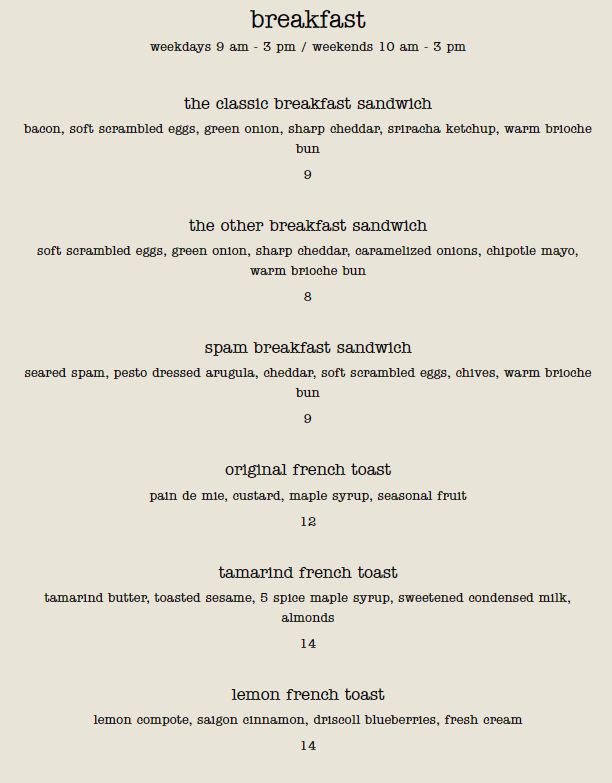 breakfast
weekdays 9 am - 3 pm / weekends 10 am - 3 pm
the classic breakfast sandwich
bacon, soft scrambled eggs, green onion, sharp cheddar, sriracha ketchup, warm brioche
bun
9
the other breakfast sandwich
soft scrambled eggs, green onion, sharp cheddar, caramelized onions, chipotle mayo,
warm brioche bun
8
spam breakfast sandwich
seared spam, pesto dressed arugula, cheddar, soft scrambled eggs, chives, warm brioche
bun
9
original french toast
pain de mie, custard, maple syrup, seasonal fruit
12
tamarind french toast
tamarind butter, toasted sesame, 5 spice maple syrup, sweetened condensed milk,
almonds
14
lemon french toast
lemon compote, saigon cinnamon, driscoll blueberries, fresh cream
14